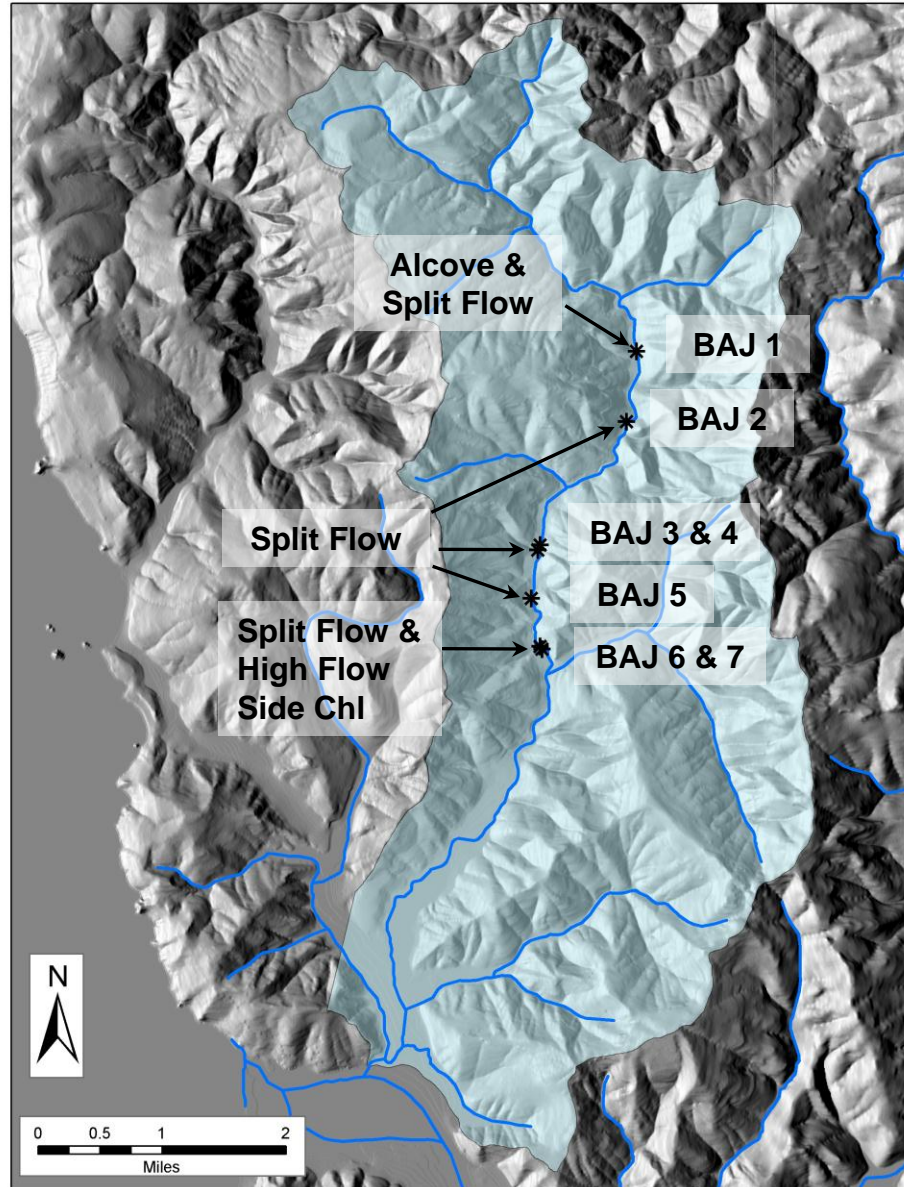 Alcove &
Split Flow
BAJ 1
BAJ 2
Split Flow
BAJ 3 & 4
BAJ 5
Split Flow &
High Flow
Side Chl
BAJ 6 & 7
N
0 0.5 1 2
Miles